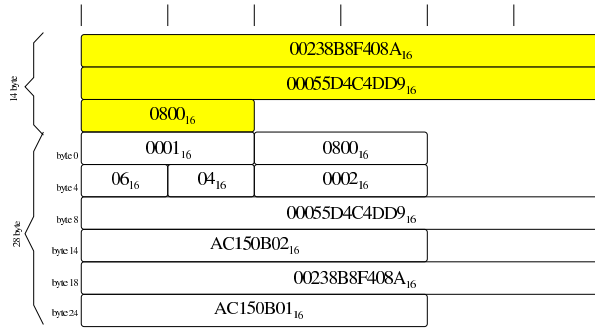 00238B8F408A16
00055D4C4DD916
080016
14 byte
byte 0 000116 080016
byte 4 0616 0416 000216
byte 8 00055D4C4DD916
28 byte
byte 14 AC150B0216
byte 18 00238B8F408A16
byte 24 AC150B0116